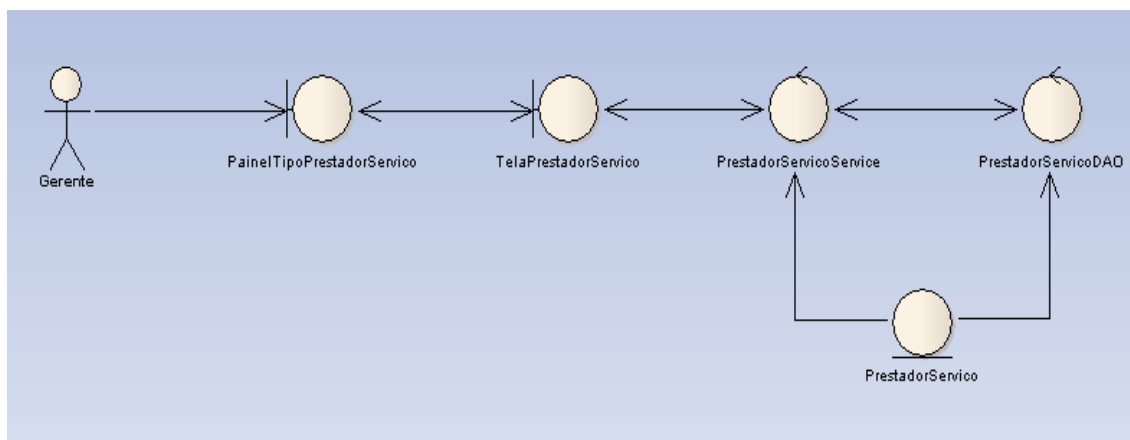 Gerente
PainelTipoPrestadorServico
TelaPrestadorServico
PrestadorServicoService
PrestadorServicoDAO
PrestadorServico